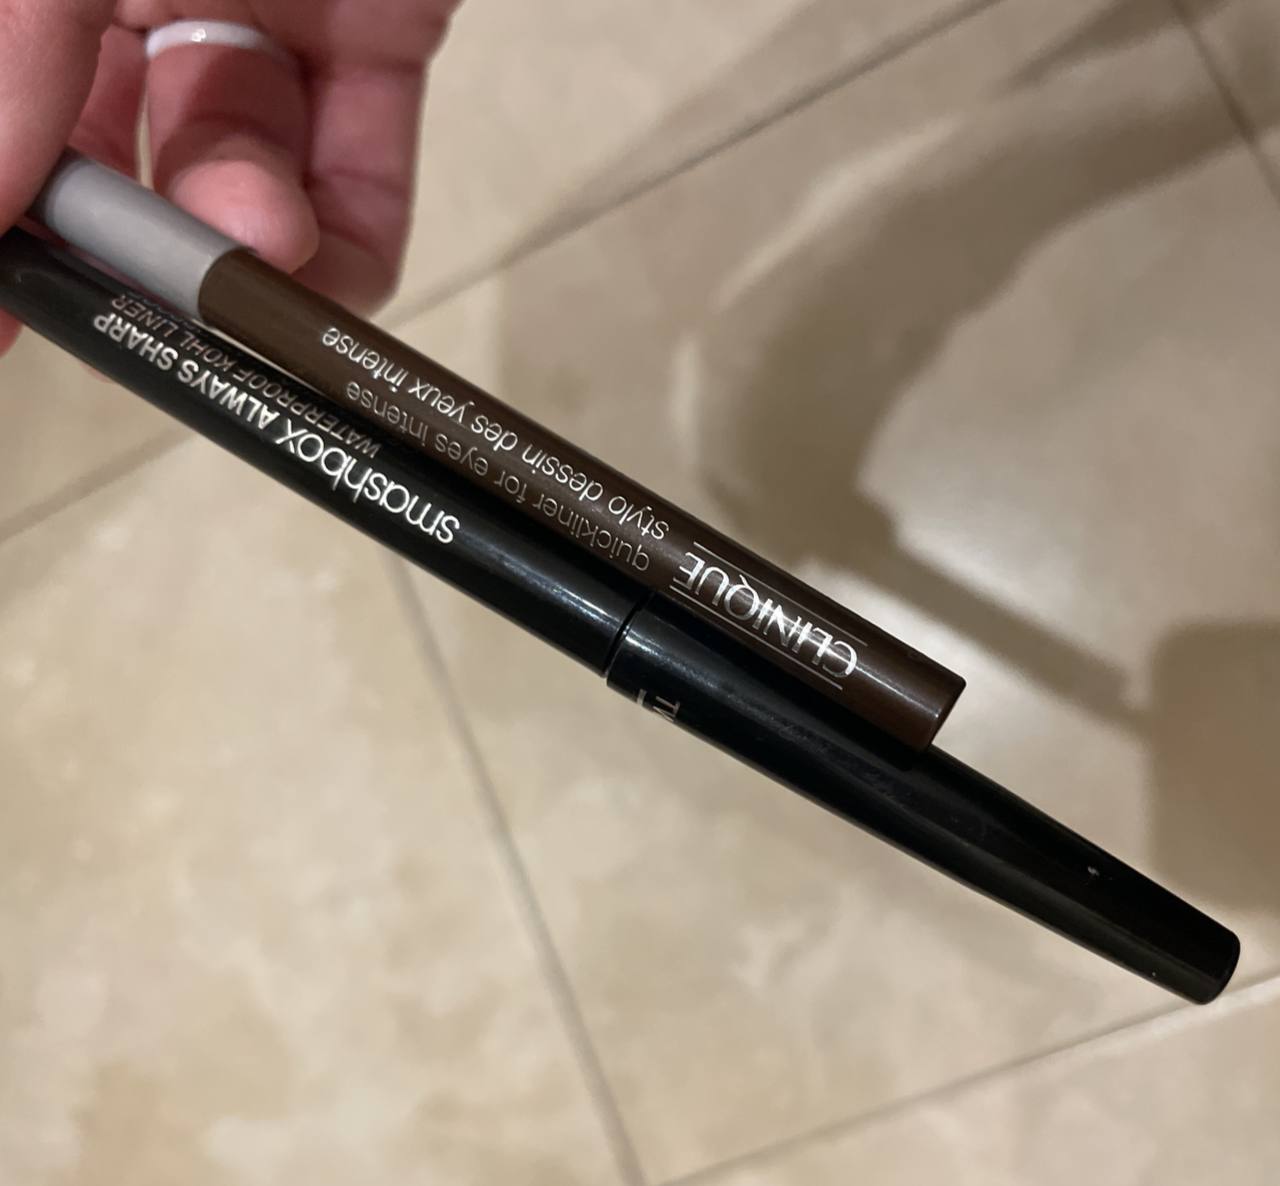 CLINIQUE
quickliner for eyes intense
stylo dessin des yeux intense
smashbox ALWAYS SHARP
WATERPROOF KOHL LINER